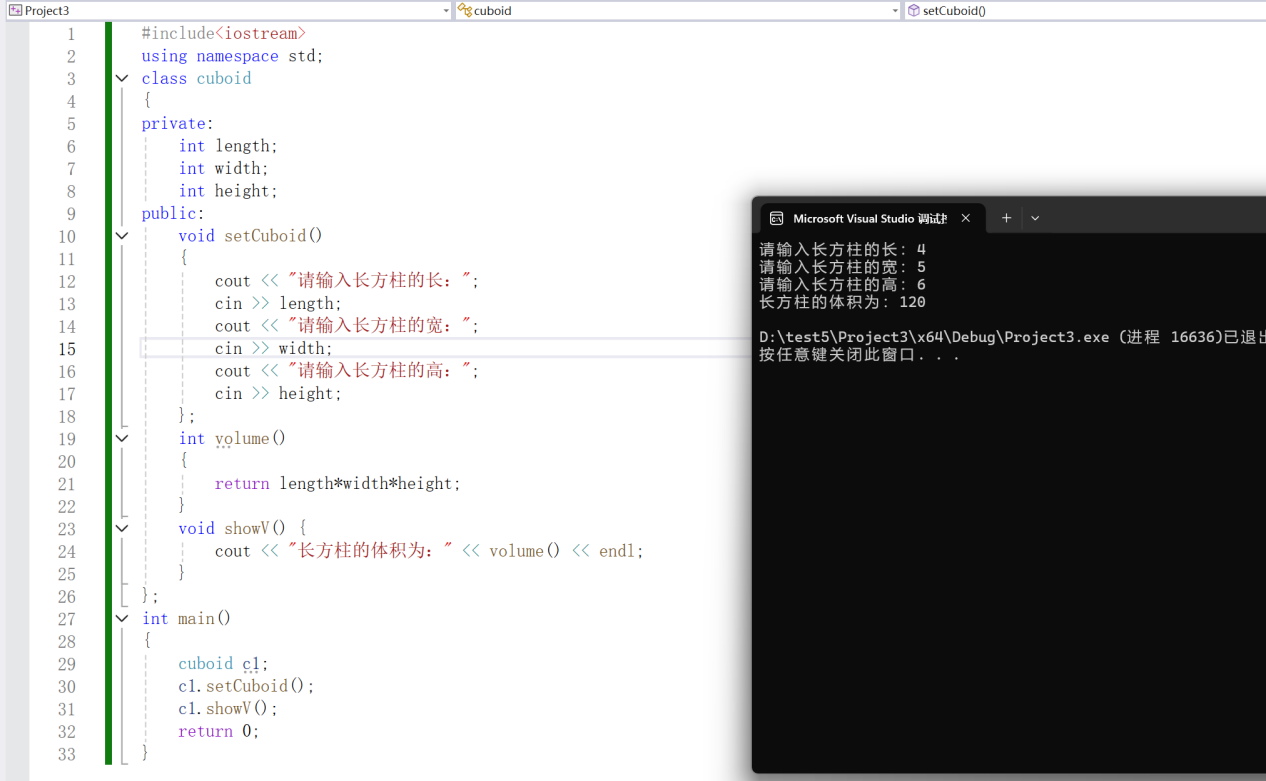 Project3 cuboid setCuboid()
1 #include<iostream>
2 using namespace std;
3 class cuboid
4 {
5 private:
6 int length;
7 int width;
8 int height;
9 public:
10 void setCuboid()
11 {
12 cout << "请输入长方柱的长：";
13 cin >> length;
14 cout << "请输入长方柱的宽：";
15 cin >> width;
16 cout << "请输入长方柱的高：";
17 cin >> height;
18 };
19 int volume()
20 {
21 return length*width*height;
22 }
23 void showV() {
24 cout << "长方柱的体积为：" << volume() << endl;
25 }
26 };
27 int main()
28 {
29 cuboid c1;
30 c1.setCuboid();
31 c1.showV();
32 return 0;
33 }
Microsoft Visual Studio 调试
请输入长方柱的长：4
请输入长方柱的宽：5
请输入长方柱的高：6
长方柱的体积为：120
D:\test5\Project3\x64\Debug\Project3.exe (进程 16636)已退出
按任意键关闭此窗口. . .